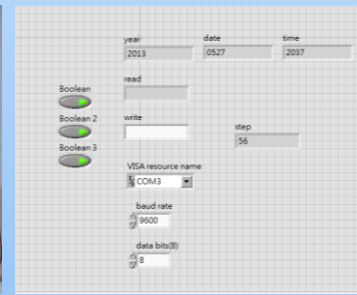 year date time
2013 0527 2037
read
Boolean
Boolean 2 write
step
Boolean 3 56
VISA resource name
COM3
baud rate
9600
data bits(8)
8